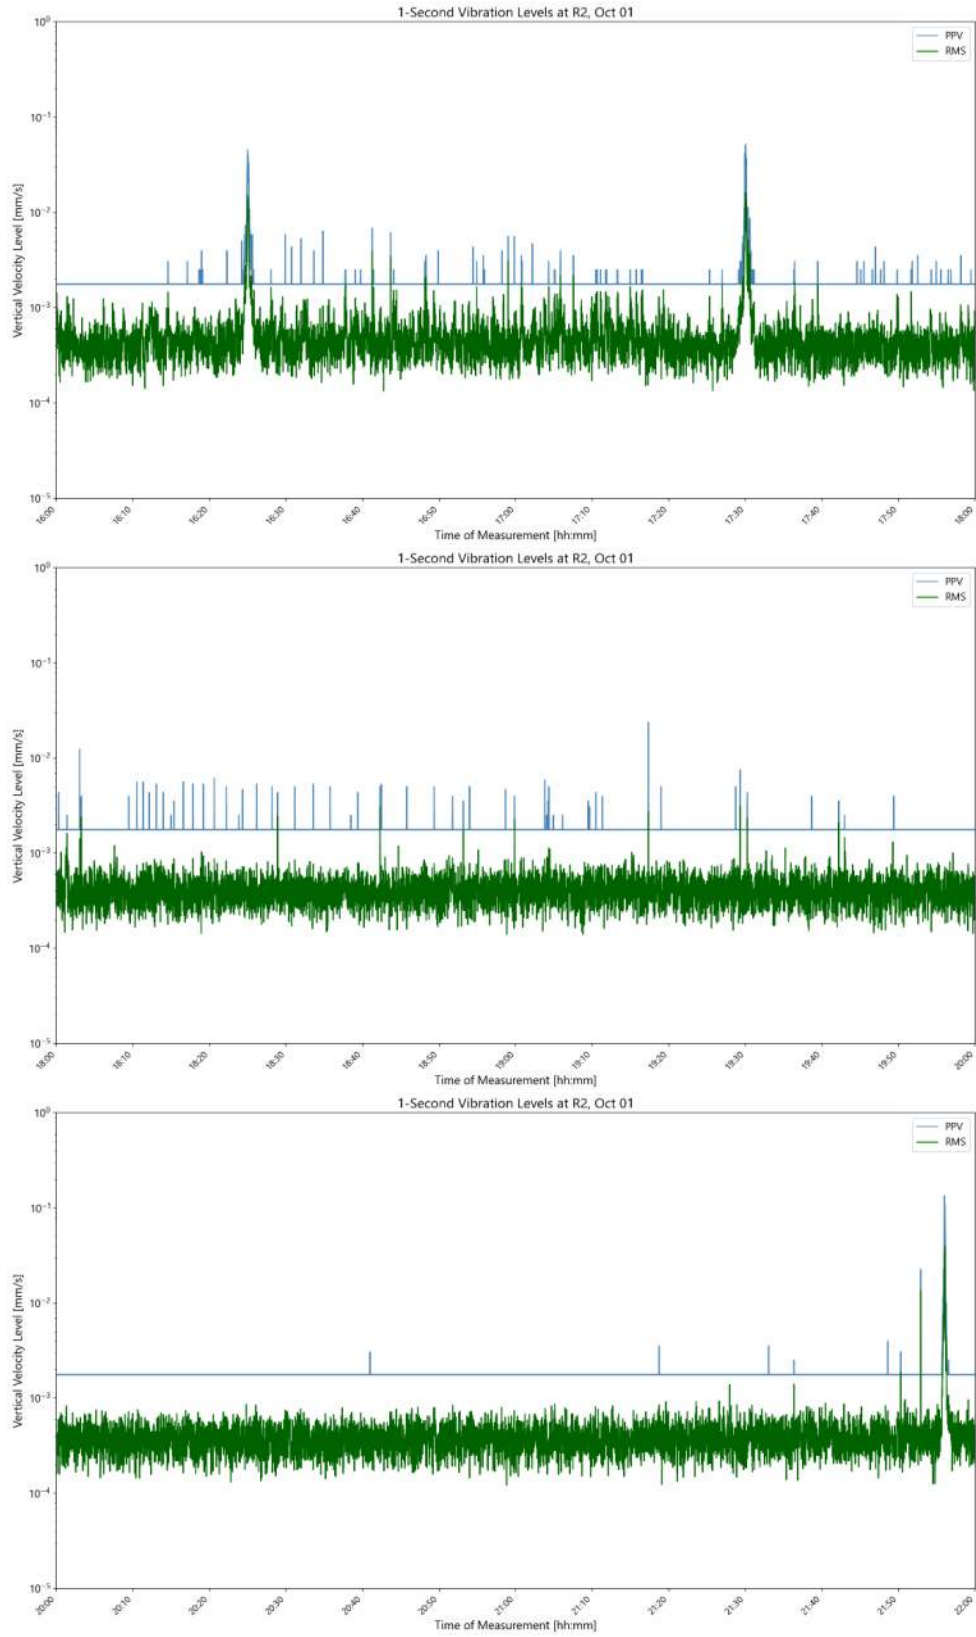 1-Second Vibration Levels at R2, Oct 01
PPV
RMS
Vertical Velocity Level [mm/s]
10⁰
10⁻¹
10⁻²
10⁻³
10⁻⁴
10⁻⁵
16:00 16:10 16:20 16:30 16:40 16:50 17:00 17:10 17:20 17:30 17:40 17:50 18:00
Time of Measurement [hh:mm]
1-Second Vibration Levels at R2, Oct 01
PPV
RMS
Vertical Velocity Level [mm/s]
10⁰
10⁻¹
10⁻²
10⁻³
10⁻⁴
10⁻⁵
18:00 18:10 18:20 18:30 18:40 18:50 19:00 19:10 19:20 19:30 19:40 19:50 20:00
Time of Measurement [hh:mm]
1-Second Vibration Levels at R2, Oct 01
PPV
RMS
Vertical Velocity Level [mm/s]
10⁰
10⁻¹
10⁻²
10⁻³
10⁻⁴
10⁻⁵
20:00 20:10 20:20 20:30 20:40 20:50 21:00 21:10 21:20 21:30 21:40 21:50 22:00
Time of Measurement [hh:mm]